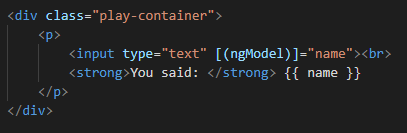 <div class="play-container">
    <p>
        <input type="text" [(ngModel)]="name"><br>
        <strong>You said: </strong> {{ name }}
    </p>
</div>